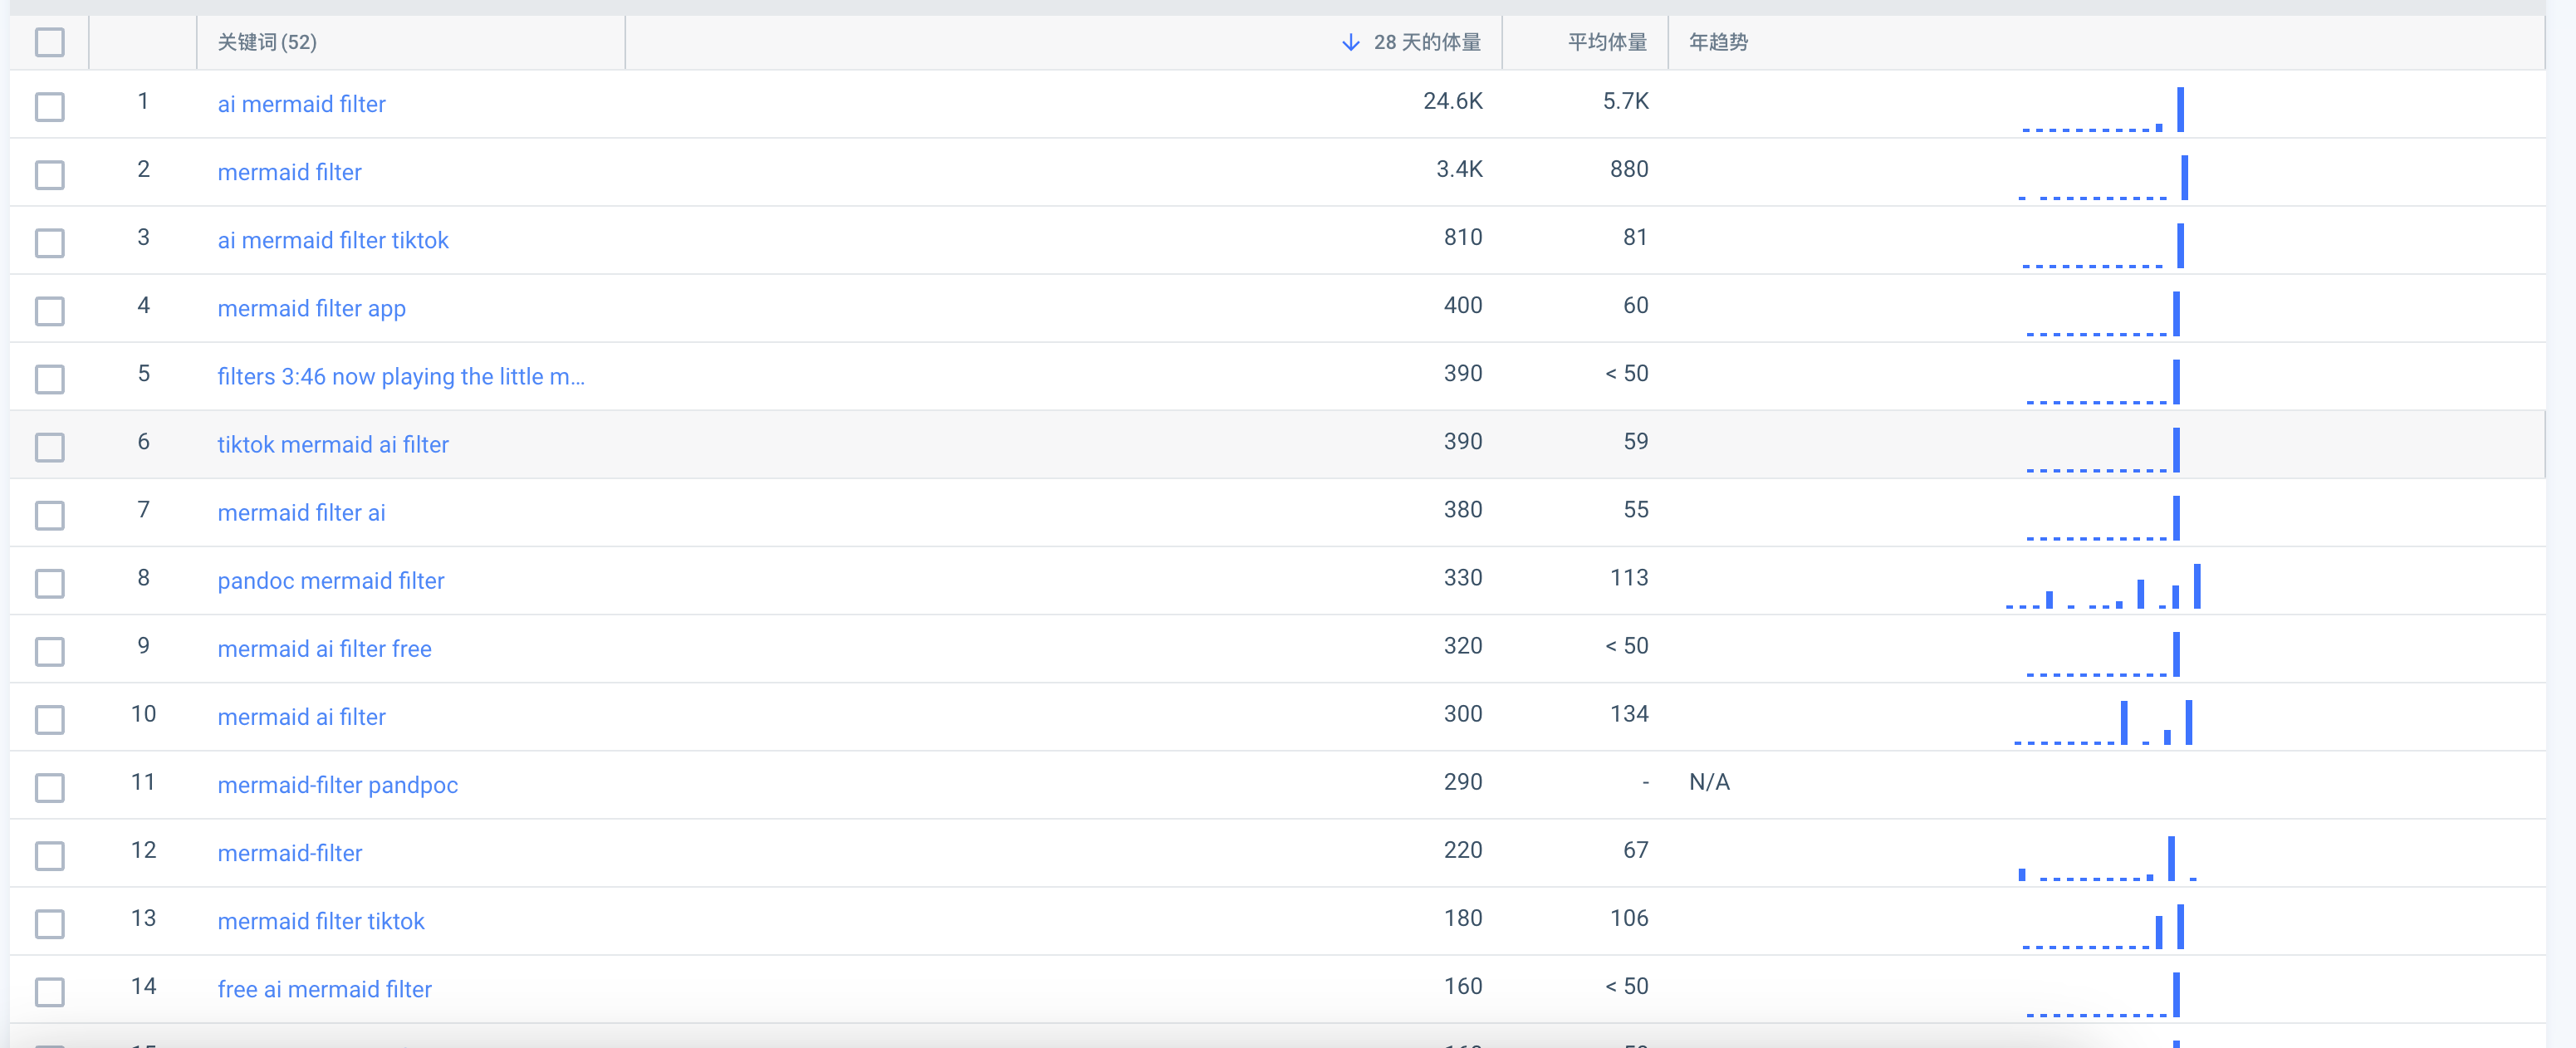 关键词 (52) 28 天的体量 平均体量 年趋势
1 ai mermaid filter 24.6K 5.7K
2 mermaid filter 3.4K 880
3 ai mermaid filter tiktok 810 81
4 mermaid filter app 400 60
5 filters 3:46 now playing the little m... 390 < 50
6 tiktok mermaid ai filter 390 59
7 mermaid filter ai 380 55
8 pandoc mermaid filter 330 113
9 mermaid ai filter free 320 < 50
10 mermaid ai filter 300 134
11 mermaid-filter pandpoc 290 - N/A
12 mermaid-filter 220 67
13 mermaid filter tiktok 180 106
14 free ai mermaid filter 160 < 50